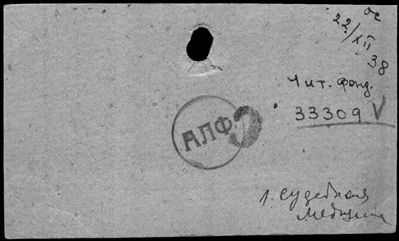 22/XII 38
Чит. фонд.
33309 V
АЛФ
1. Судебная
медицина